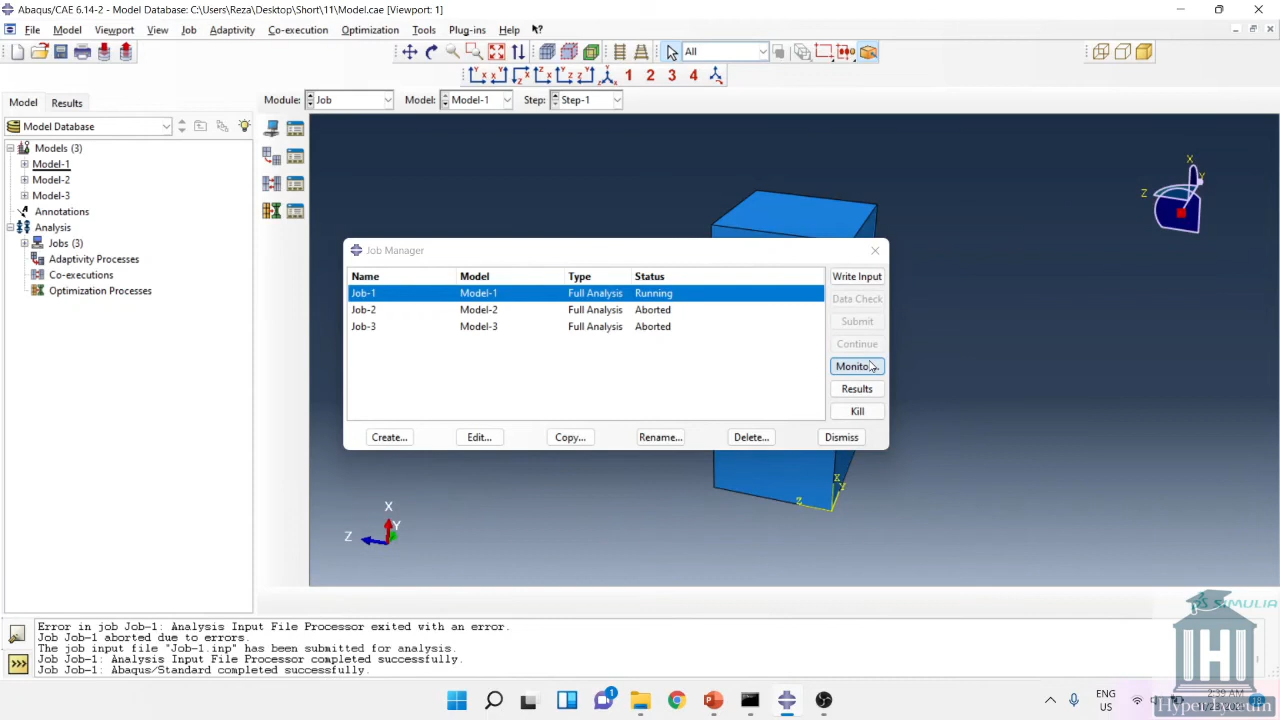 Abaqus/CAE 6.14-2 - Model Database: C:\Users\Reza\Desktop\Short\11\Model.cae [Viewport: 1]
File Model Viewport View Job Adaptivity Co-execution Optimization Tools Plug-ins Help
All
1 2 3 4
Model Results
Module: Job Model: Model-1 Step: Step-1
Model Database
Models (3)
Model-1
Model-2
Model-3
Annotations
Analysis
Jobs (3)
Adaptivity Processes
Co-executions
Optimization Processes
X
Y
Z
Job Manager
Name Model Type Status
Job-1 Model-1 Full Analysis Running
Job-2 Model-2 Full Analysis Aborted
Job-3 Model-3 Full Analysis Aborted
Write Input
Data Check
Submit
Continue
Results
Kill
Create... Edit... Copy... Rename... Delete... Dismiss
X
Y
Z
X
Y
Z
Error in job Job-1: Analysis Input File Processor exited with an error.
Job Job-1 aborted due to errors.
The job input file "Job-1.inp" has been submitted for analysis.
Job Job-1: Analysis Input File Processor completed successfully.
Job Job-1: Abaqus/Standard completed successfully.
SIMULIA
H
1
ENG
US
2:39 AM
HyperLyceum